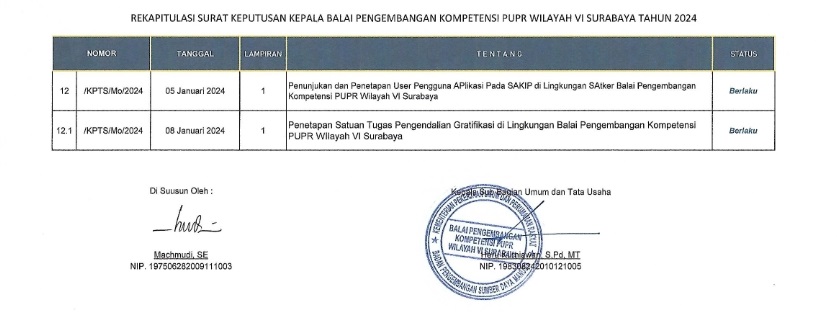 REKAPITULASI SURAT KEPUTUSAN KEPALA BALAI PENGEMBANGAN KOMPETENSI PUPR WILAYAH VI SURABAYA TAHUN 2024
NOMOR TANGGAL LAMPIRAN TENTANG STATUS
12 /KPTS/Mo/2024 05 Januari 2024 1 Penunjukan dan Penetapan User Pengguna APlikasi Pada SAKIP di Lingkungan SAtker Balai Pengembangan
Kompetensi PUPR Wilayah VI Surabaya Berlaku
12.1 /KPTS/Mo/2024 08 Januari 2024 1 Penetapan Satuan Tugas Pengendalian Gratifikasi di Lingkungan Balai Pengembangan Kompetensi
PUPR WIlayah VI Surabaya Berlaku
Di Suusun Oleh :
Kepala Sub Bagian Umum dan Tata Usaha
KEMENTERIAN PEKERJAAN UMUM DAN PERUMAHAN RAKYAT
BALAI PENGEMBANGAN
KOMPETENSI PUPR
WILAYAH VI SURABAYA
BADAN PENGEMBANGAN SUMBER DAYA MANUSIA
Machmudi, SE
NIP. 197506282009111003
Kurniawan, S.Pd, MT
NIP. 198308242010121005